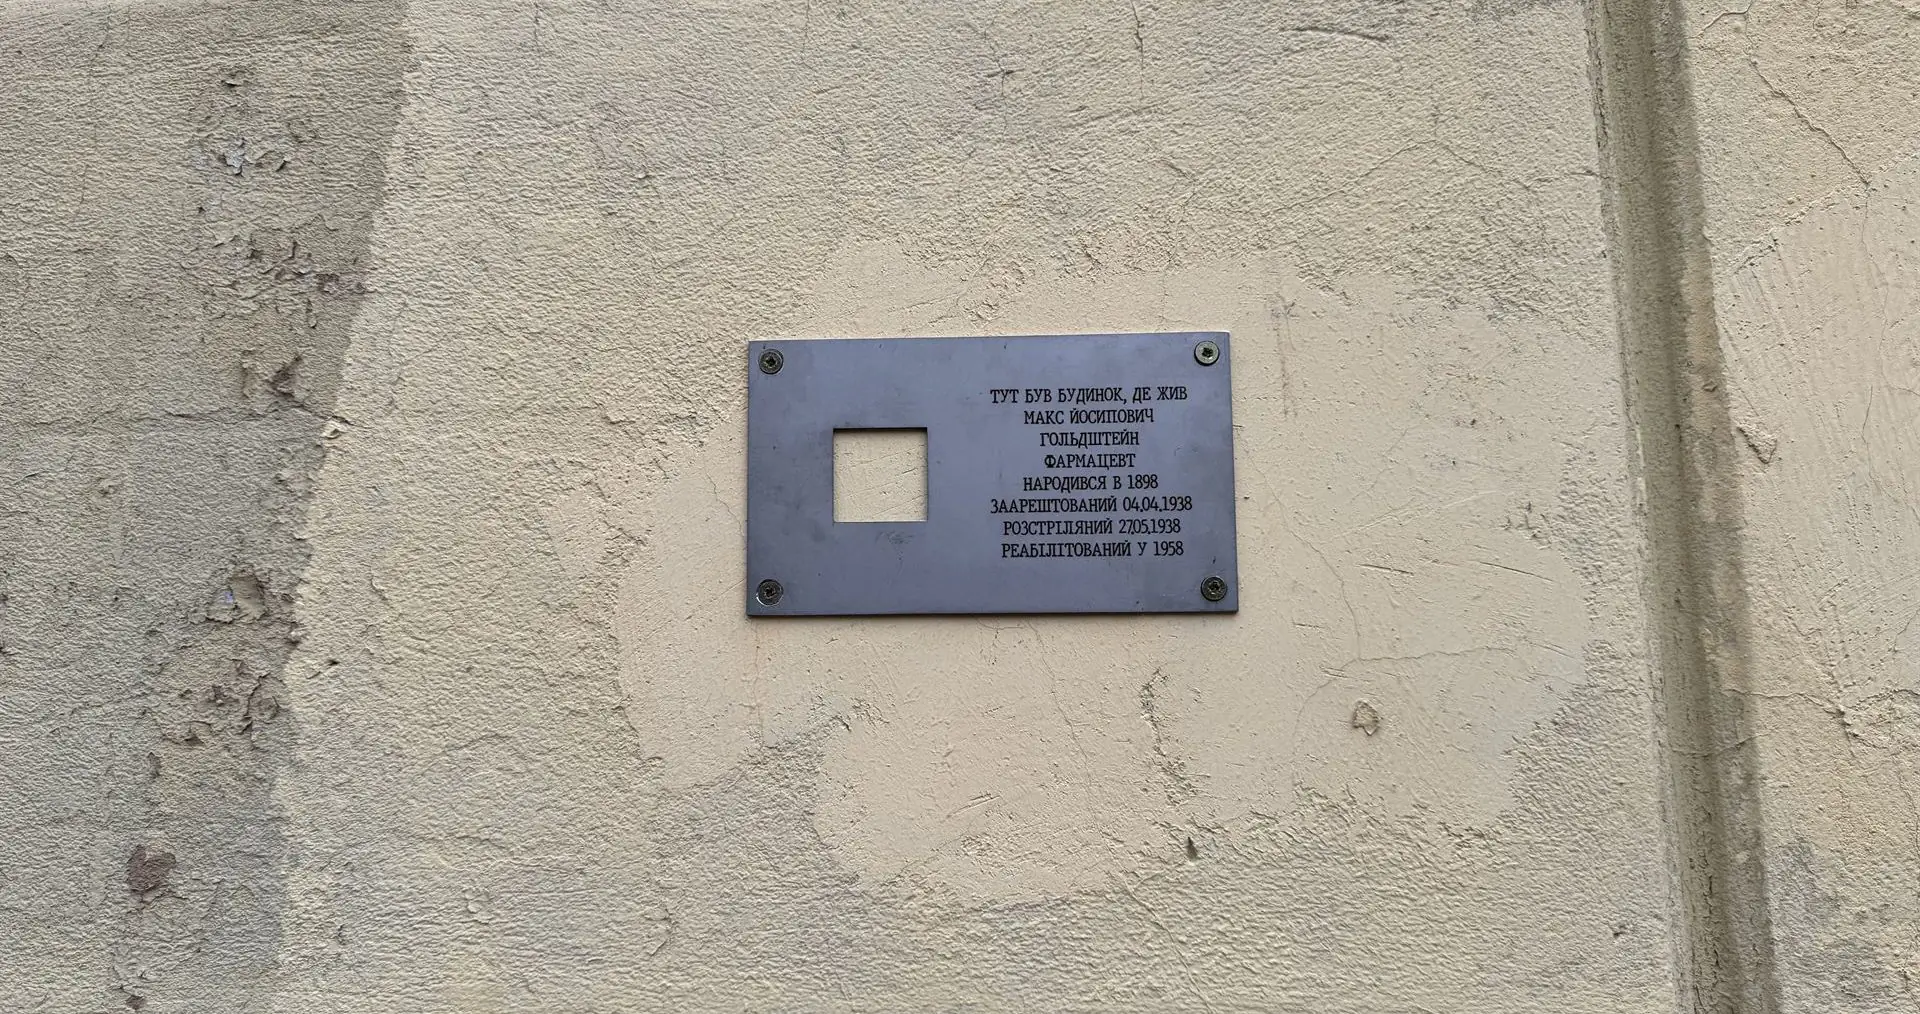 ТУТ БУВ БУДИНОК, ДЕ ЖИВ
МАКС ЙОСИПОВИЧ
ГОЛЬДШТЕЙН
ФАРМАЦЕВТ
НАРОДИВСЯ В 1898
ЗААРЕШТОВАНИЙ 04.04.1938
РОЗСТРІЛЯНИЙ 27.05.1938
РЕАБІЛІТОВАНИЙ У 1958